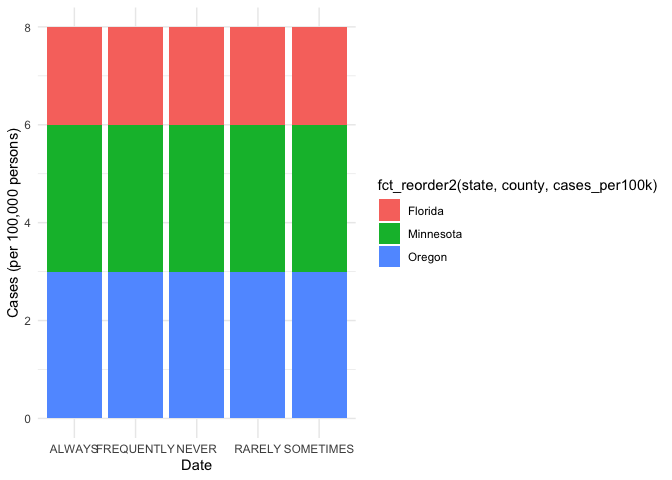 8
6
4
2
0
Cases (per 100,000 persons)
ALWAYS FREQUENTLY NEVER RARELY SOMETIMES
Date
fct_reorder2(state, county, cases_per100k)
Florida
Minnesota
Oregon